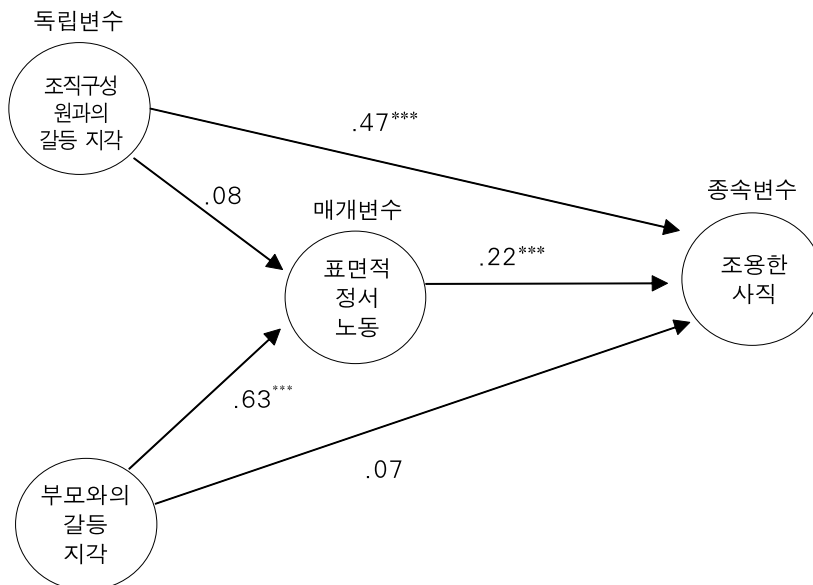 독립변수
조직구성
원과의
갈등 지각
.47***
.08
매개변수
종속변수
표면적
정서
노동
.22***
조용한
사직
.63***
.07
부모와의
갈등
지각